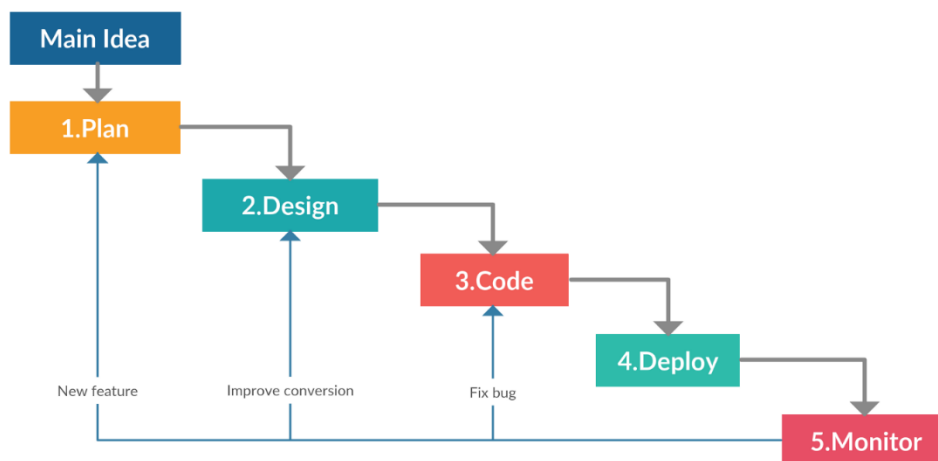 Main Idea
1.Plan
2.Design
3.Code
4.Deploy
New feature
Improve conversion
Fix bug
5.Monitor